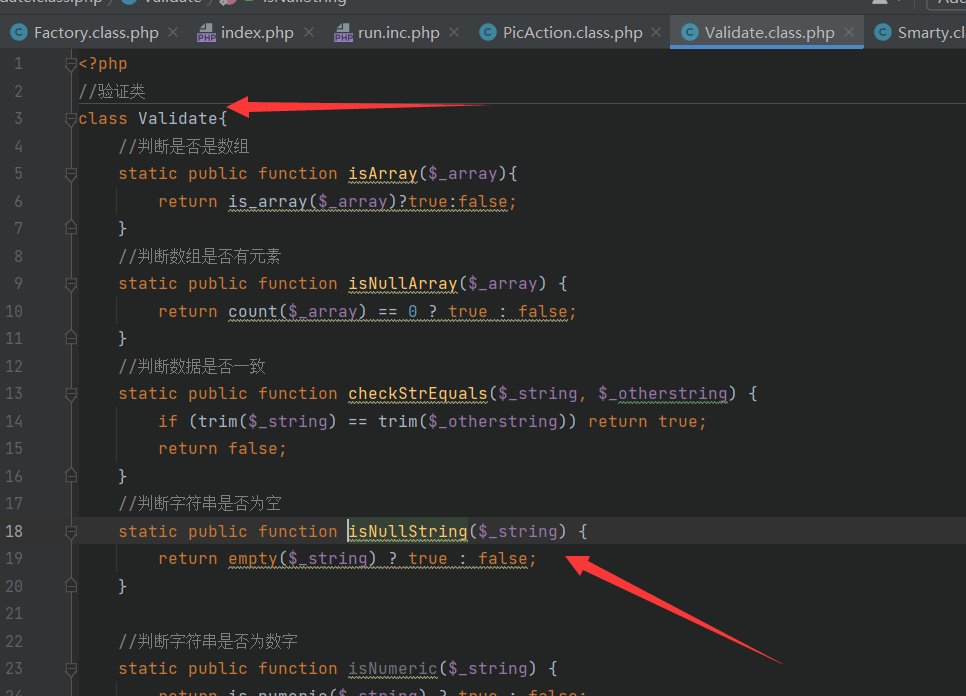 isNullString
Factory.class.php
index.php
run.inc.php
PicAction.class.php
Validate.class.php
Smarty.cl
1 <?php
2 //验证类
3 class Validate{
4 //判断是否是数组
5 static public function isArray($_array){
6 return is_array($_array)?true:false;
7 }
8 //判断数组是否有元素
9 static public function isNullArray($_array) {
10 return count($_array) == 0 ? true : false;
11 }
12 //判断数据是否一致
13 static public function checkStrEquals($_string, $_otherstring) {
14 if (trim($_string) == trim($_otherstring)) return true;
15 return false;
16 }
17 //判断字符串是否为空
18 static public function isNullString($_string) {
19 return empty($_string) ? true : false;
20 }
21
22 //判断字符串是否为数字
23 static public function isNumeric($_string) {
24 return is_numeric($_string) ? true : false;